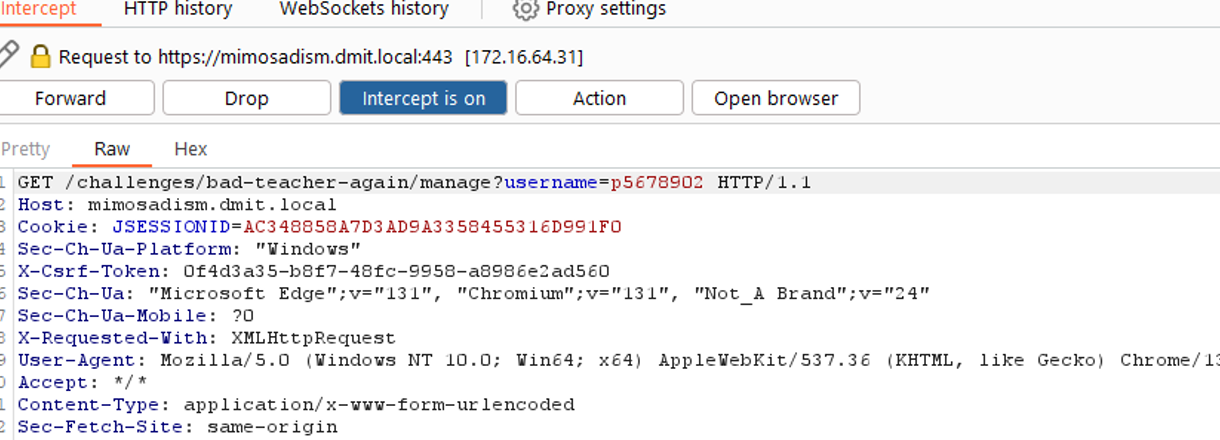 Intercept HTTP history WebSockets history Proxy settings
Request to https://mimosadism.dmit.local:443 [172.16.64.31]
Forward Drop Intercept is on Action Open browser
Pretty Raw Hex
1 GET /challenges/bad-teacher-again/manage?username=p5678902 HTTP/1.1
2 Host: mimosadism.dmit.local
3 Cookie: JSESSIONID=AC348858A7D3AD9A3358455316D991F0
4 Sec-Ch-Ua-Platform: "Windows"
5 X-Csrf-Token: 0f4d3a35-b8f7-48fc-9958-a8986e2ad560
6 Sec-Ch-Ua: "Microsoft Edge";v="131", "Chromium";v="131", "Not_A Brand";v="24"
7 Sec-Ch-Ua-Mobile: ?0
8 X-Requested-With: XMLHttpRequest
9 User-Agent: Mozilla/5.0 (Windows NT 10.0; Win64; x64) AppleWebKit/537.36 (KHTML, like Gecko) Chrome/13
0 Accept: */*
1 Content-Type: application/x-www-form-urlencoded
2 Sec-Fetch-Site: same-origin